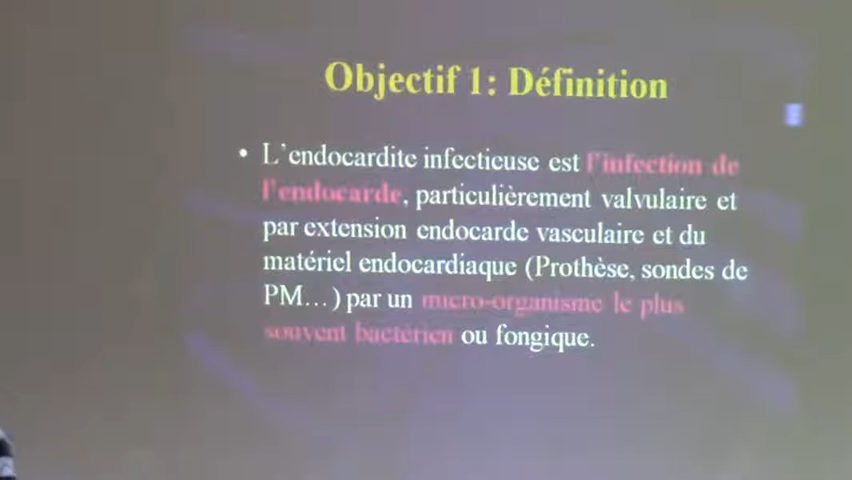 Objectif 1: Définition
• L'endocardite infectieuse est l'infection de
l'endocarde, particulièrement valvulaire et
par extension endocarde vasculaire et du
matériel endocardiaque (Prothèse, sondes de
PM…) par un micro-organisme le plus
souvent bactérien ou fongique.